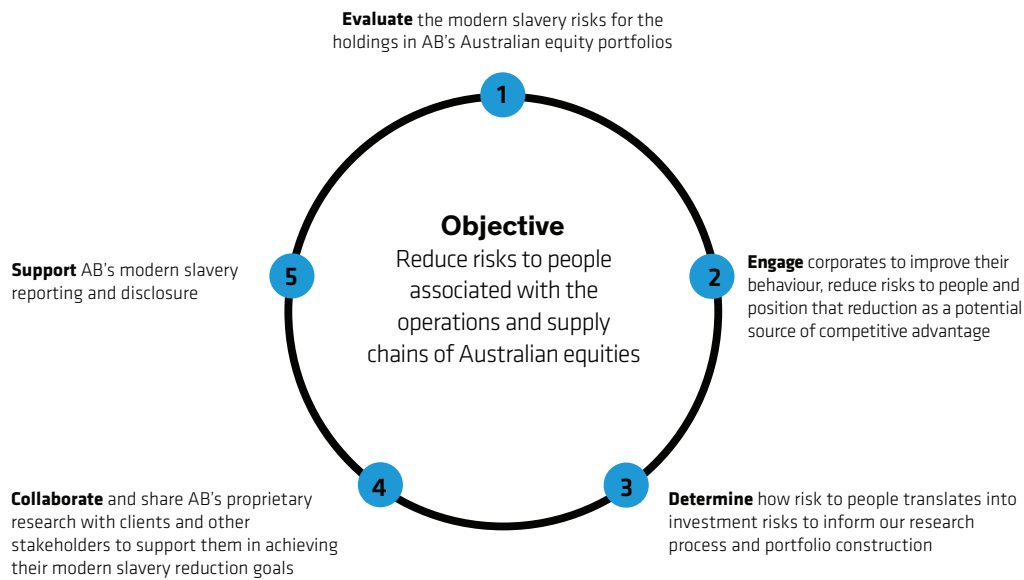 Evaluate the modern slavery risks for the
holdings in AB's Australian equity portfolios
1
Objective
Reduce risks to people
associated with the
operations and supply
chains of Australian equities
2
Engage corporates to improve their
behaviour, reduce risks to people and
position that reduction as a potential
source of competitive advantage
3
Determine how risk to people translates into
investment risks to inform our research
process and portfolio construction
4
Collaborate and share AB's proprietary
research with clients and other
stakeholders to support them in achieving
their modern slavery reduction goals
5
Support AB's modern slavery
reporting and disclosure